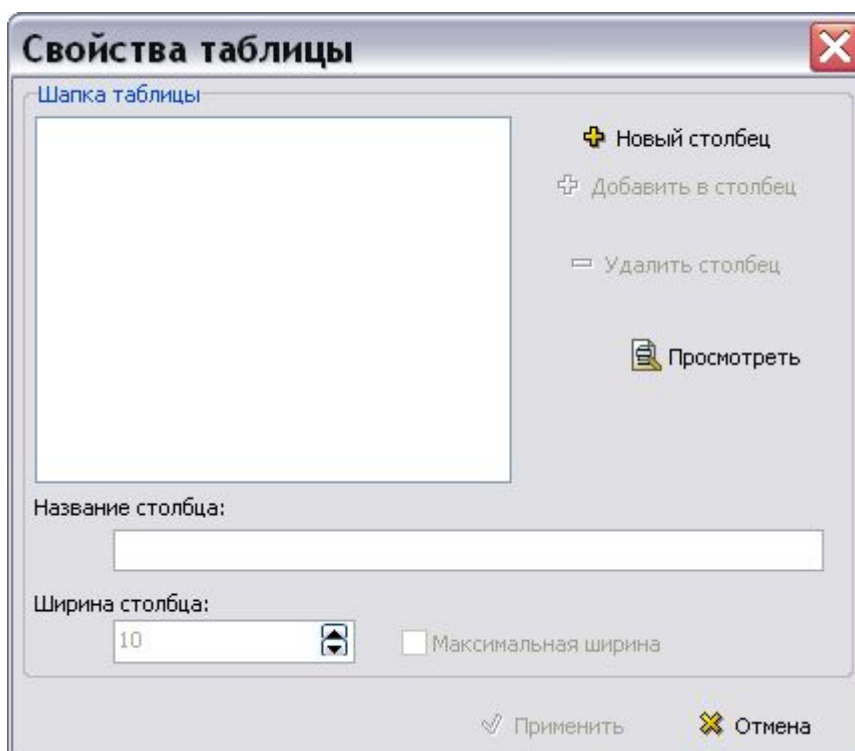 Свойства таблицы
Шапка таблицы
Новый столбец
Добавить в столбец
Удалить столбец
Просмотреть
Название столбца:
Ширина столбца:
10
Максимальная ширина
Применить
Отмена